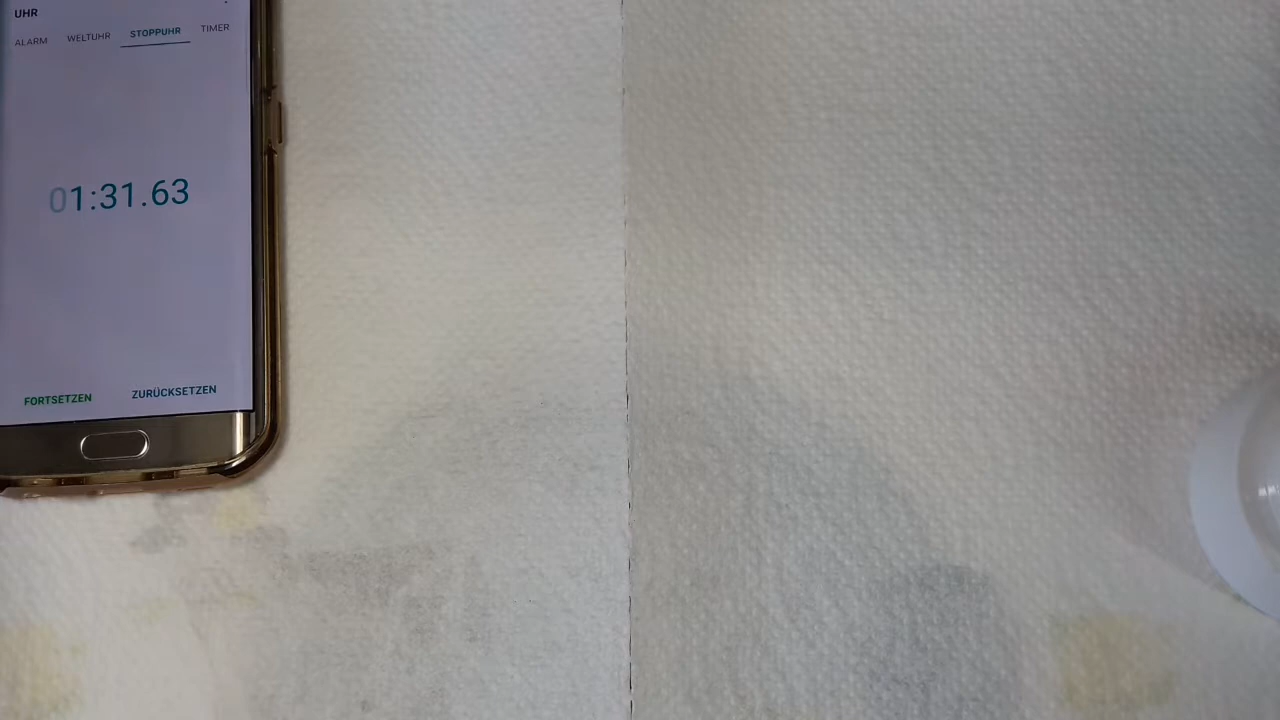 UHR
ALARM WELTUHR STOPPUHR TIMER
01:31.63
FORTSETZEN ZURÜCKSETZEN